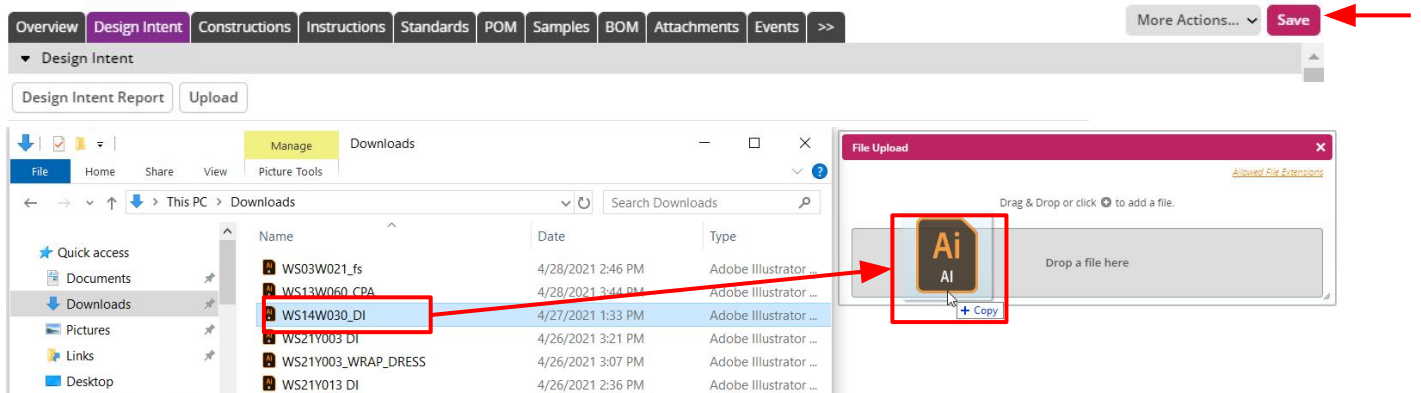 Overview Design Intent Constructions Instructions Standards POM Samples BOM Attachments Events >> More Actions... Save
Design Intent
Design Intent Report Upload
Manage Downloads
File Home Share View Picture Tools
This PC > Downloads Search Downloads
Name Date Type
Quick access
Documents
Downloads
Pictures
Links
Desktop
WS03W021_fs 4/28/2021 2:46 PM Adobe Illustrator ...
WS13W060_CPA 4/28/2021 3:44 PM Adobe Illustrator ...
WS14W030_DI 4/27/2021 1:33 PM Adobe Illustrator ...
WS21Y003 DI 4/26/2021 3:21 PM Adobe Illustrator ...
WS21Y003_WRAP_DRESS 4/26/2021 3:07 PM Adobe Illustrator ...
WS21Y013 DI 4/26/2021 2:36 PM Adobe Illustrator ...
File Upload
Allowed File Extensions
Drag & Drop or click + to add a file.
Ai
AI
Drop a file here
+ Copy